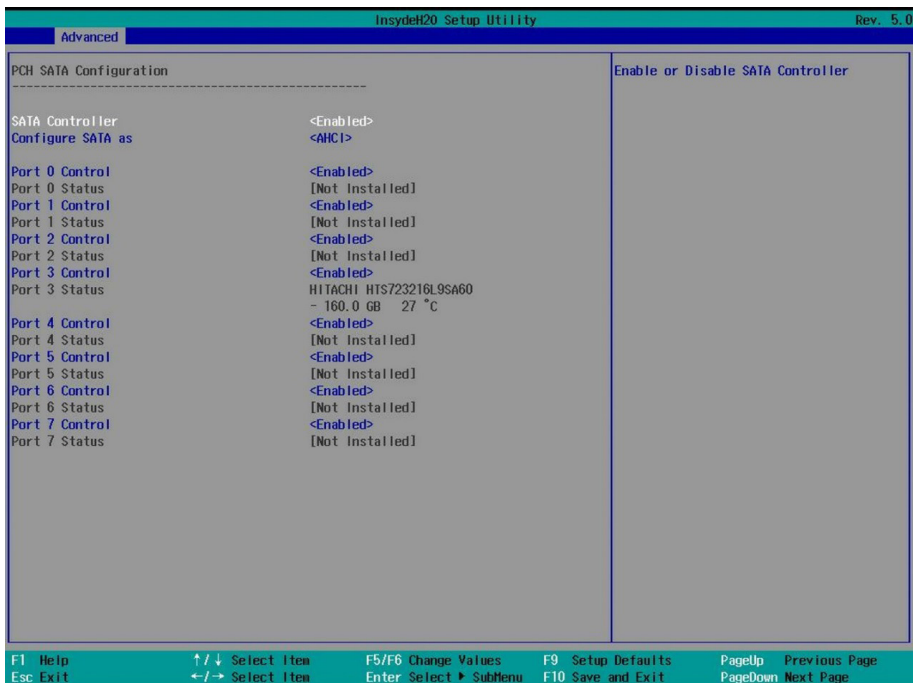 InsydeH20 Setup Utility Rev. 5.0
Advanced
PCH SATA Configuration
Enable or Disable SATA Controller
--------------------------------------------------
SATA Controller <Enabled>
Configure SATA as <AHCI>
Port 0 Control <Enabled>
Port 0 Status [Not Installed]
Port 1 Control <Enabled>
Port 1 Status [Not Installed]
Port 2 Control <Enabled>
Port 2 Status [Not Installed]
Port 3 Control <Enabled>
Port 3 Status HITACHI HTS723216L9SA60
- 160.0 GB 27 °C
Port 4 Control <Enabled>
Port 4 Status [Not Installed]
Port 5 Control <Enabled>
Port 5 Status [Not Installed]
Port 6 Control <Enabled>
Port 6 Status [Not Installed]
Port 7 Control <Enabled>
Port 7 Status [Not Installed]
F1 Help ↑/↓ Select Item F5/F6 Change Values F9 Setup Defaults PageUp Previous Page
Esc Exit ←/→ Select Item Enter Select ▶ SubMenu F10 Save and Exit PageDown Next Page